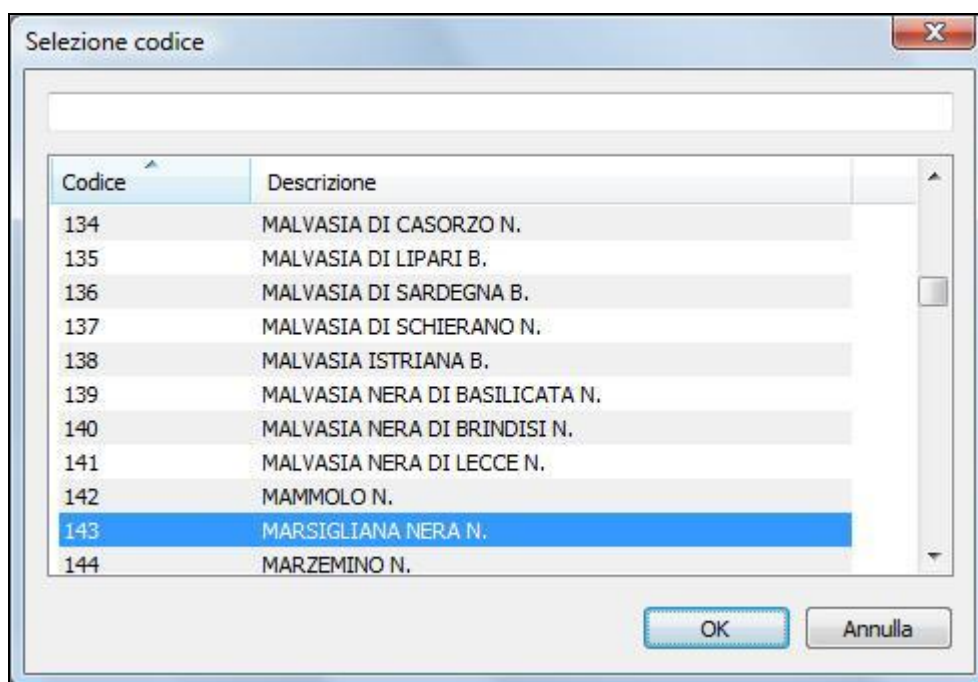 Selezione codice
Codice Descrizione
134 MALVASIA DI CASORZO N.
135 MALVASIA DI LIPARI B.
136 MALVASIA DI SARDEGNA B.
137 MALVASIA DI SCHIERANO N.
138 MALVASIA ISTRIANA B.
139 MALVASIA NERA DI BASILICATA N.
140 MALVASIA NERA DI BRINDISI N.
141 MALVASIA NERA DI LECCE N.
142 MAMMOLO N.
143 MARSIGLIANA NERA N.
144 MARZEMINO N.
OK Annulla